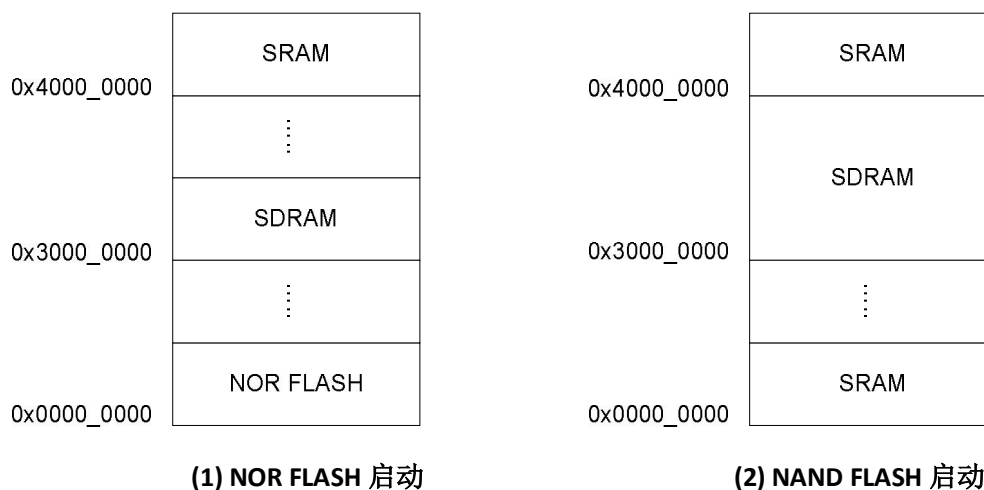 SRAM
0x4000_0000
SDRAM
0x3000_0000
NOR FLASH
0x0000_0000
(1) NOR FLASH 启动
SRAM
0x4000_0000
SDRAM
0x3000_0000
SRAM
0x0000_0000
(2) NAND FLASH 启动